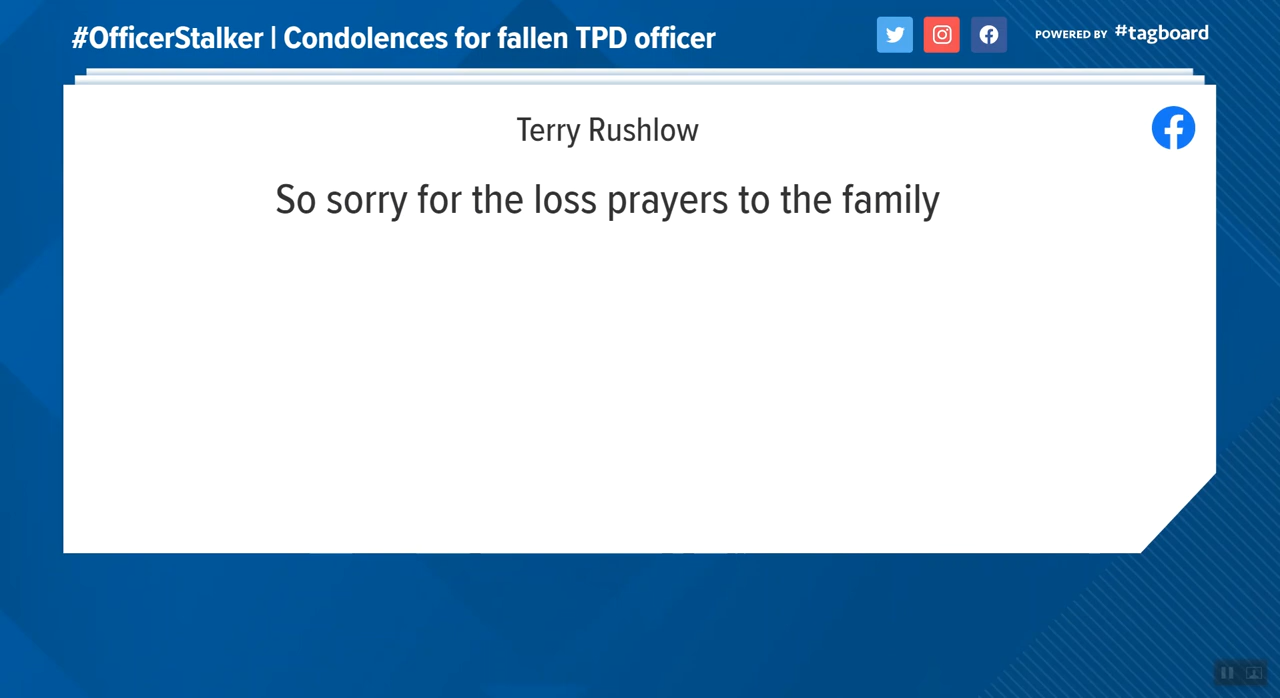 #OfficerStalker | Condolences for fallen TPD officer
POWERED BY #tagboard
Terry Rushlow
So sorry for the loss prayers to the family